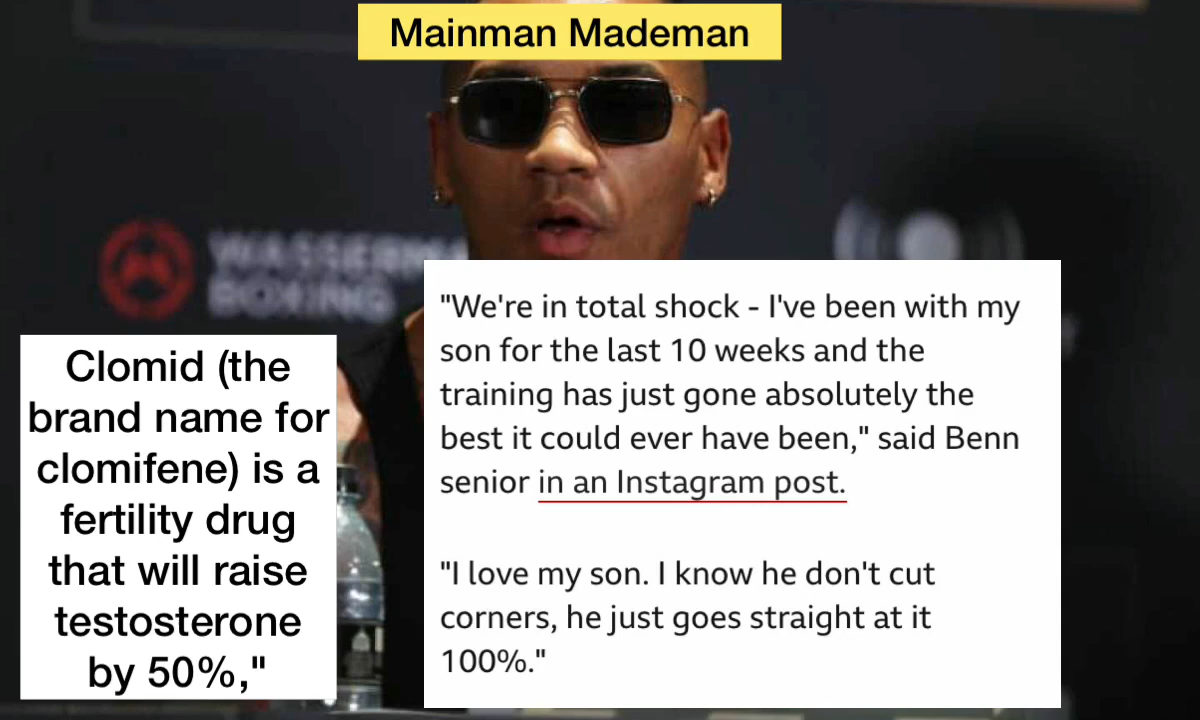 Mainman Mademan
WASSERMA
BOXING
Clomid (the
brand name for
clomifene) is a
fertility drug
that will raise
testosterone
by 50%,"
"We're in total shock - I've been with my
son for the last 10 weeks and the
training has just gone absolutely the
best it could ever have been," said Benn
senior in an Instagram post.
"I love my son. I know he don't cut
corners, he just goes straight at it
100%."